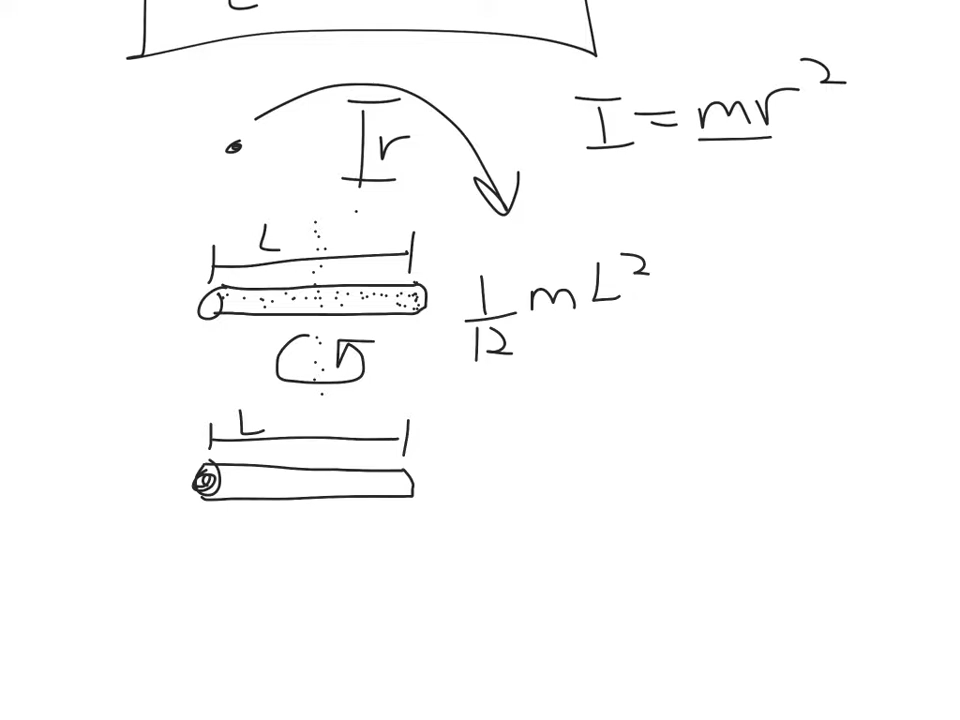 I = mr²
r
L
1/12 mL²
L